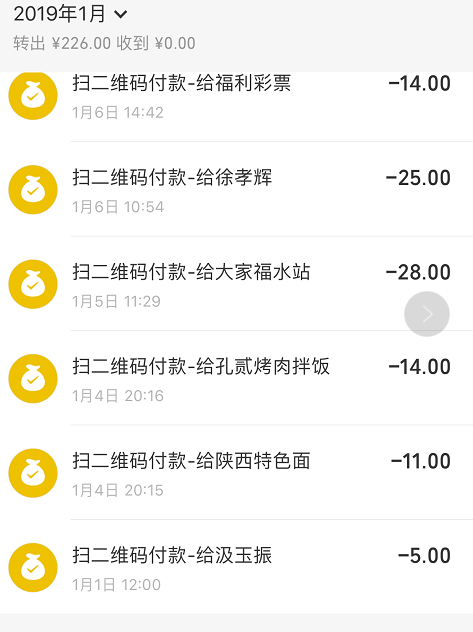 2019年1月
转出 ¥226.00 收到 ¥0.00
扫二维码付款-给福利彩票 -14.00
1月6日 14:42
扫二维码付款-给徐孝辉 -25.00
1月6日 10:54
扫二维码付款-给大家福水站 -28.00
1月5日 11:29
扫二维码付款-给孔贰烤肉拌饭 -14.00
1月4日 20:16
扫二维码付款-给陕西特色面 -11.00
1月4日 20:15
扫二维码付款-给汲玉振 -5.00
1月1日 12:00